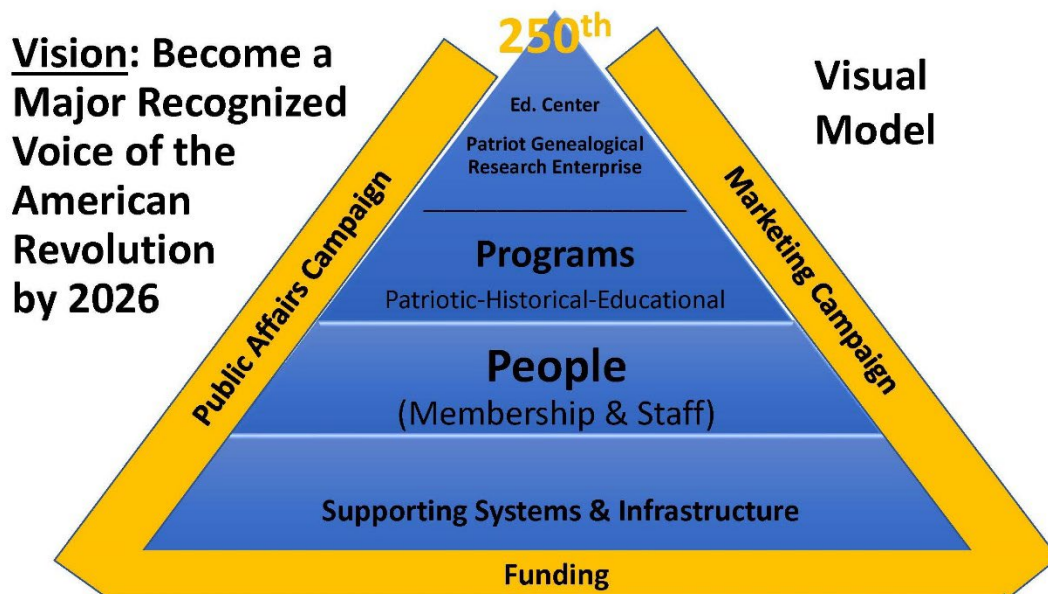 Vision: Become a
Major Recognized
Voice of the
American
Revolution
by 2026
250th
Visual
Model
Ed. Center
Patriot Genealogical
Research Enterprise
Programs
Patriotic-Historical-Educational
People
(Membership & Staff)
Supporting Systems & Infrastructure
Public Affairs Campaign
Marketing Campaign
Funding